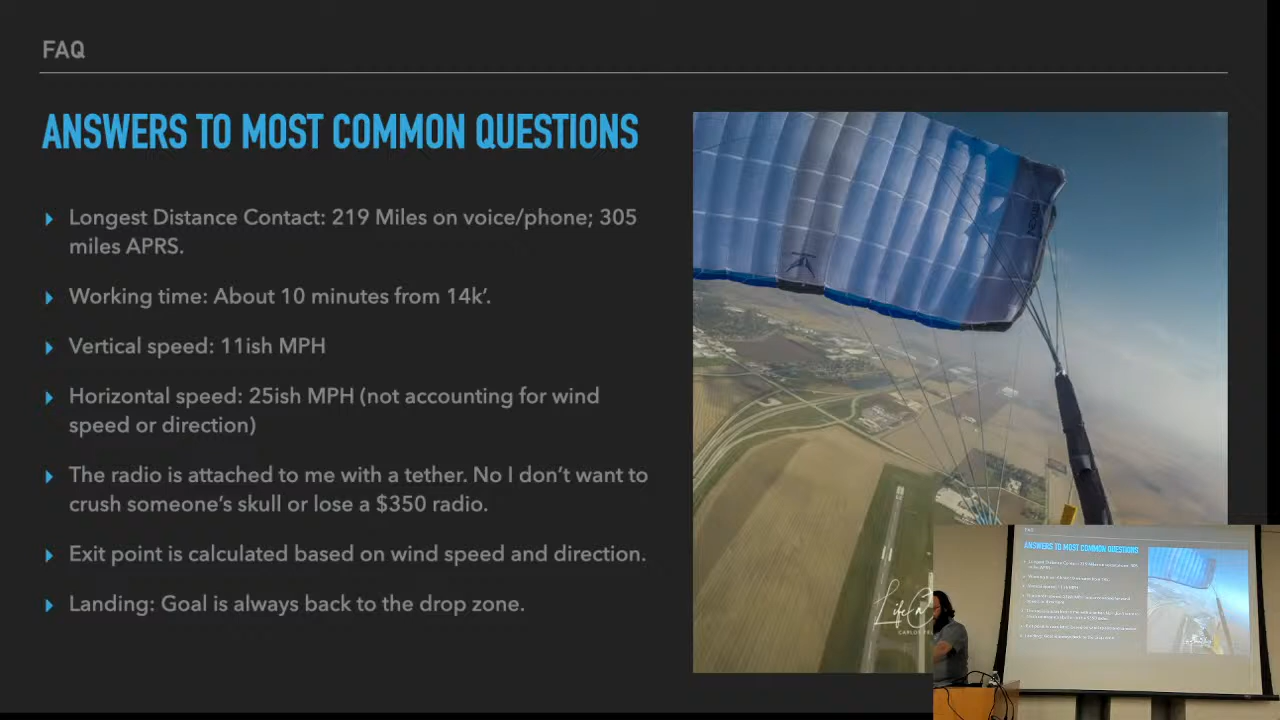 FAQ
ANSWERS TO MOST COMMON QUESTIONS
Longest Distance Contact: 219 Miles on voice/phone; 305
miles APRS.
Working time: About 10 minutes from 14k'.
Vertical speed: 11ish MPH
Horizontal speed: 25ish MPH (not accounting for wind
speed or direction)
The radio is attached to me with a tether. No I don't want to
crush someone's skull or lose a $350 radio.
Exit point is calculated based on wind speed and direction.
Landing: Goal is always back to the drop zone.
Life
CARLOS
ANSWERS TO MOST COMMON QUESTIONS